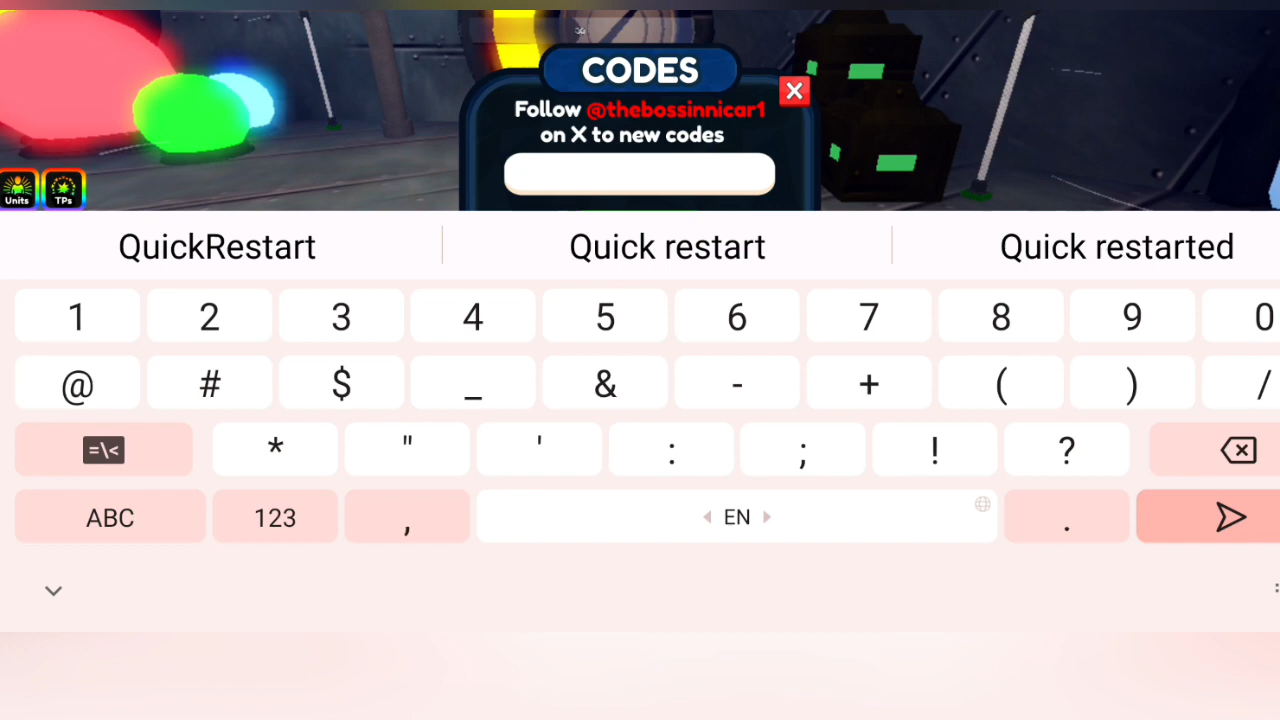 CODES
X
Follow @thebossinnicar1
on X to new codes
Units TPs
QuickRestart Quick restart Quick restarted
1 2 3 4 5 6 7 8 9 0
@ # $ _ & - + ( ) /
=\< * " ' : ; ! ?
ABC 123 , EN .